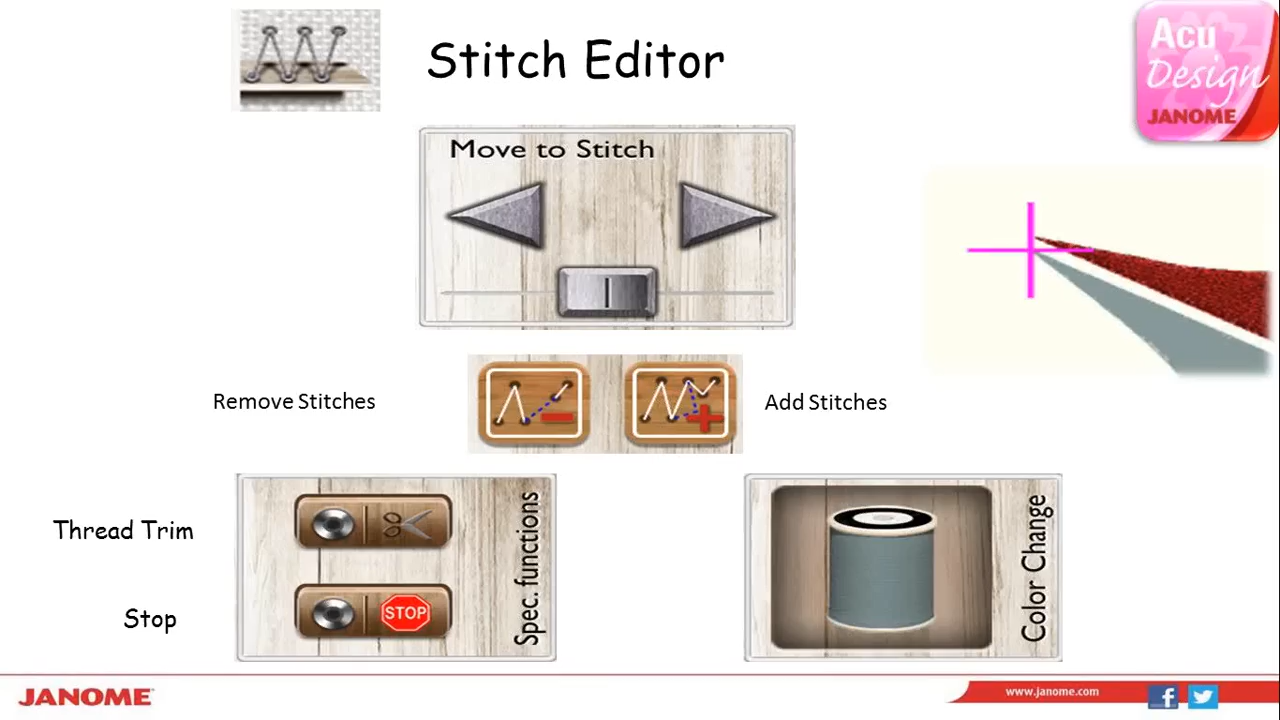 Stitch Editor
Acu
Design
JANOME
Move to Stitch
Remove Stitches
Add Stitches
Thread Trim
Stop
STOP
Spec. functions
Color Change
JANOME
www.janome.com